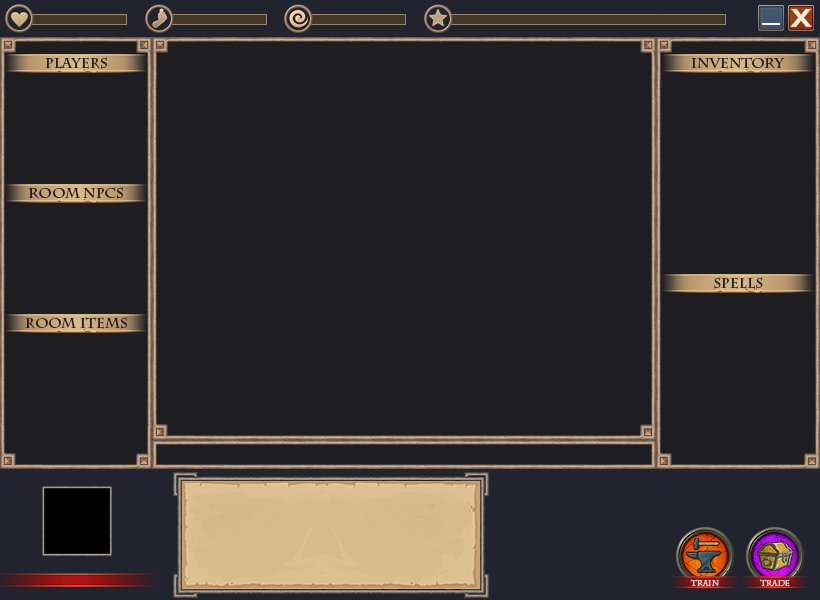 PLAYERS
ROOM NPCS
ROOM ITEMS
INVENTORY
SPELLS
TRAIN
TRADE